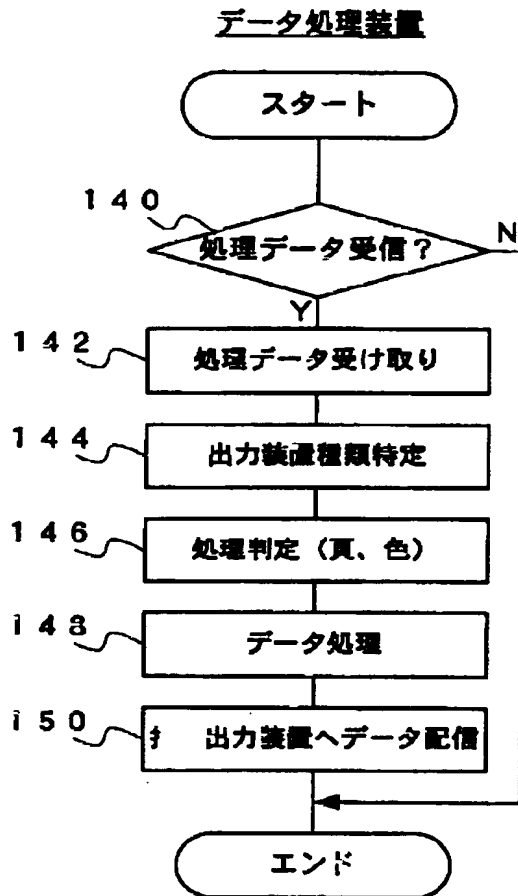 データ処理装置
スタート
140
処理データ受信？
N
Y
142
処理データ受け取り
144
出力装置種類特定
146
処理判定（頁、色）
148
データ処理
150
出力装置へデータ配信
エンド